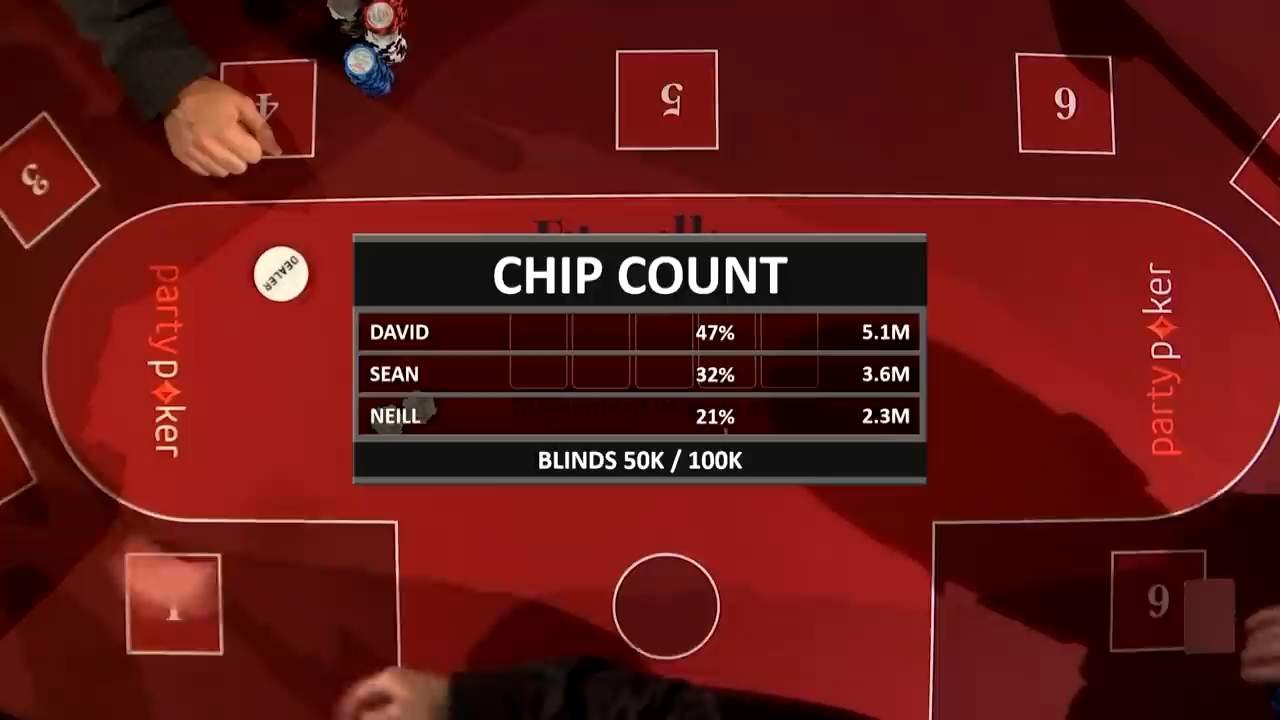 4
5
6
3
DEALER
partypoker
CHIP COUNT
DAVID 47% 5.1M
SEAN 32% 3.6M
NEILL 21% 2.3M
BLINDS 50K / 100K
partypoker
1
9